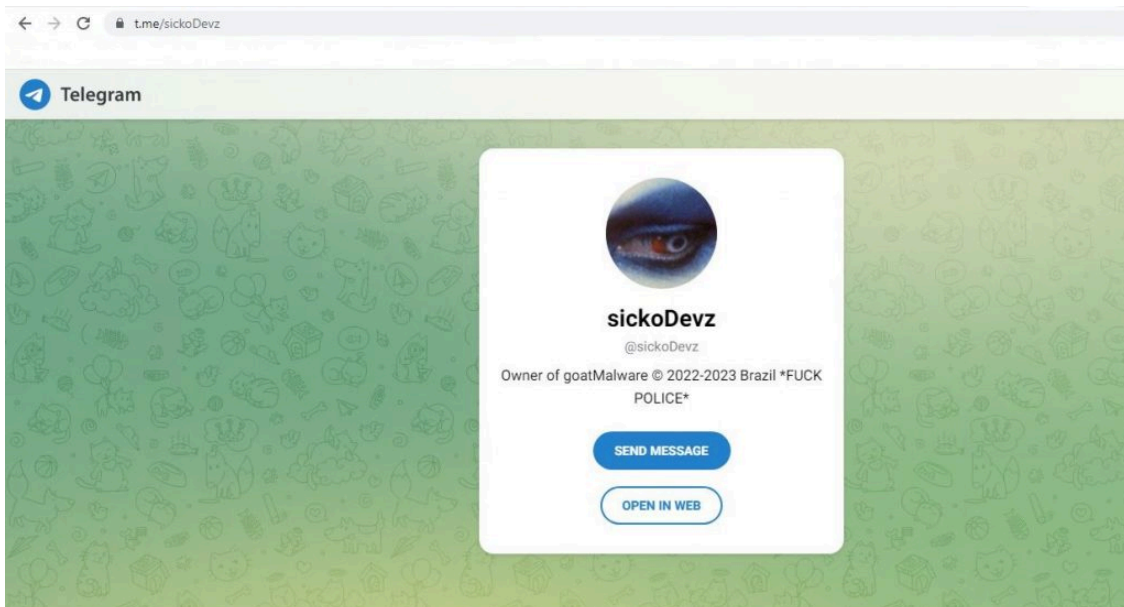 t.me/sickoDevz
Telegram
sickoDevz
@sickoDevz
Owner of goatMalware © 2022-2023 Brazil *FUCK
POLICE*
SEND MESSAGE
OPEN IN WEB